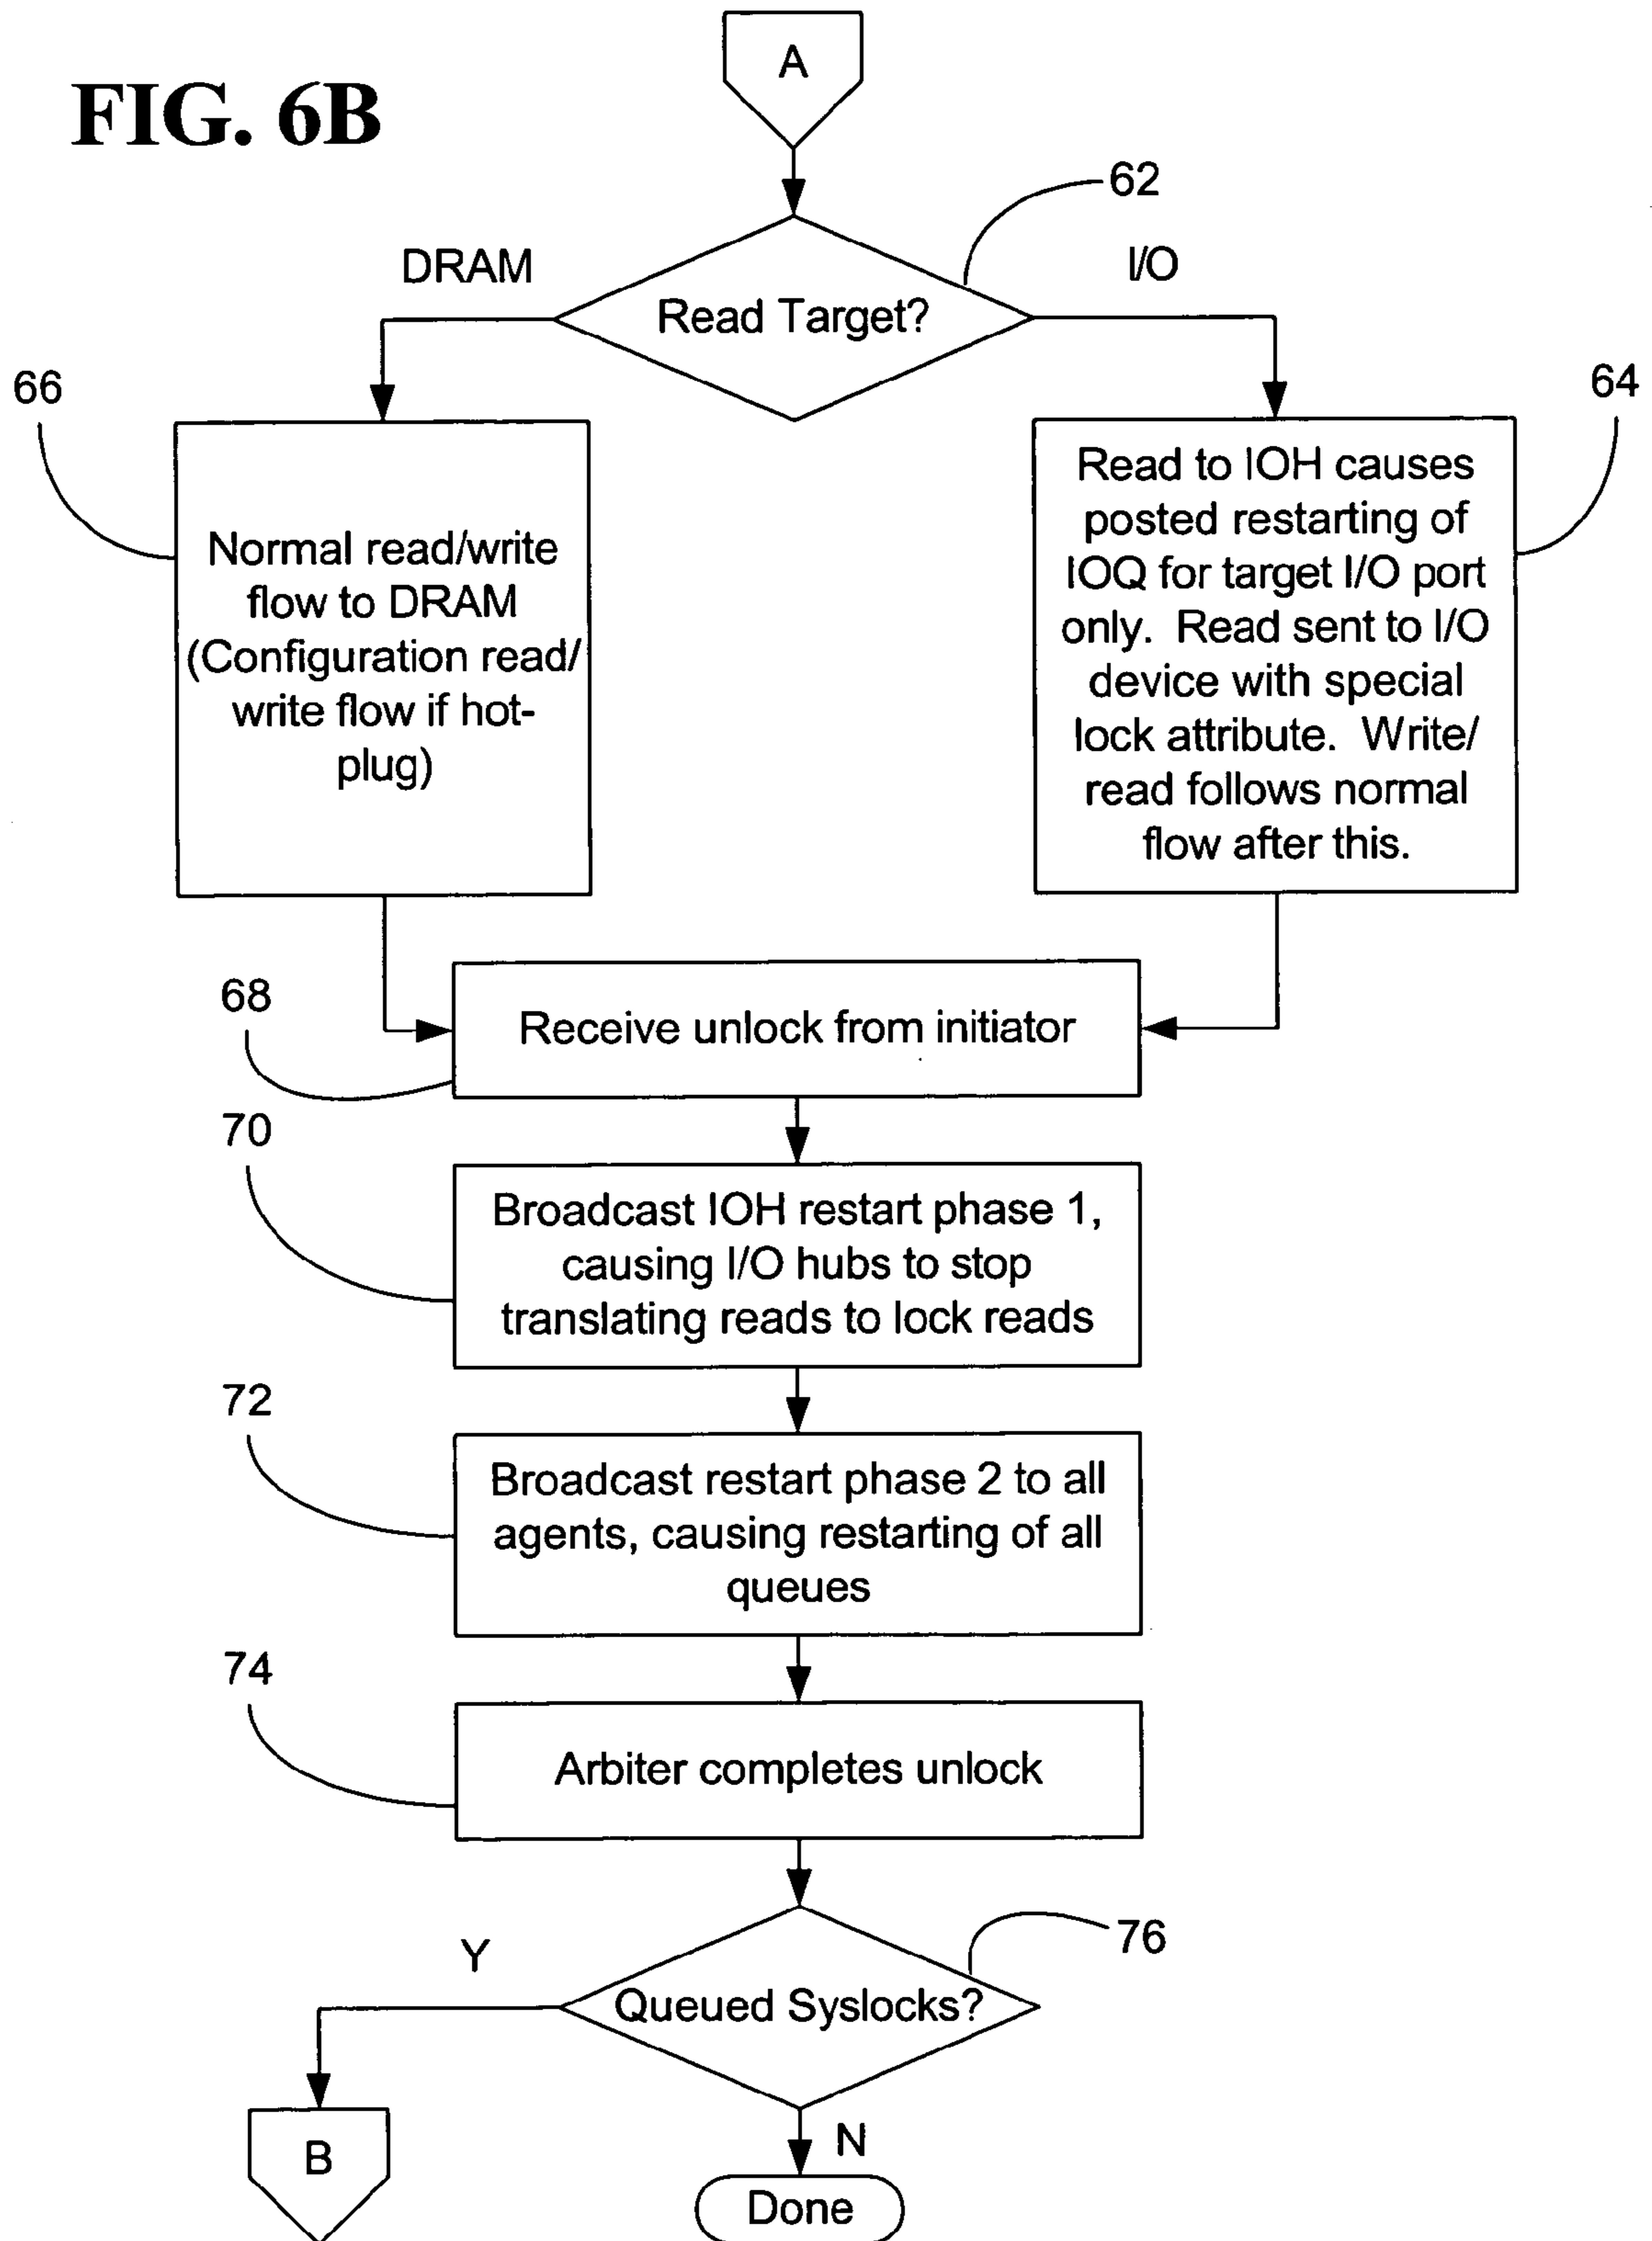 FIG. 6B
A
62
DRAM
I/O
Read Target?
66
64
Normal read/write
flow to DRAM
(Configuration read/
write flow if hot-
plug)
Read to IOH causes
posted restarting of
IOQ for target I/O port
only.  Read sent to I/O
device with special
lock attribute.  Write/
read follows normal
flow after this.
68
Receive unlock from initiator
70
Broadcast IOH restart phase 1,
causing I/O hubs to stop
translating reads to lock reads
72
Broadcast restart phase 2 to all
agents, causing restarting of all
queues
74
Arbiter completes unlock
76
Y
Queued Syslocks?
B
N
Done